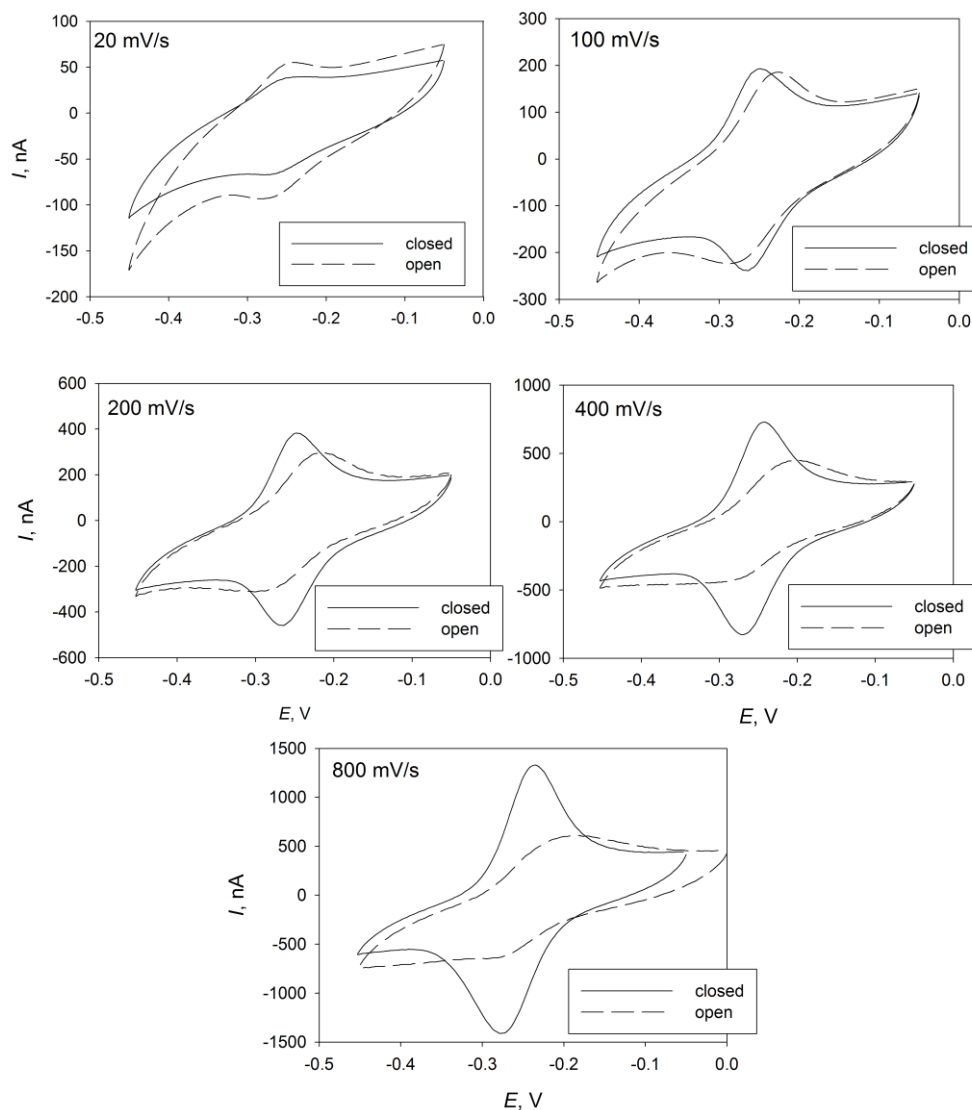 20 mV/s
100
50
0
-50
-100
-150
-200
I, nA
closed
open
-0.5 -0.4 -0.3 -0.2 -0.1 0.0
100 mV/s
300
200
100
0
-100
-200
-300
closed
open
-0.5 -0.4 -0.3 -0.2 -0.1 0.0
200 mV/s
600
400
200
0
-200
-400
-600
I, nA
closed
open
-0.5 -0.4 -0.3 -0.2 -0.1 0.0
E, V
400 mV/s
1000
500
0
-500
-1000
closed
open
-0.5 -0.4 -0.3 -0.2 -0.1 0.0
E, V
800 mV/s
1500
1000
500
0
-500
-1000
-1500
I, nA
closed
open
-0.5 -0.4 -0.3 -0.2 -0.1 0.0
E, V